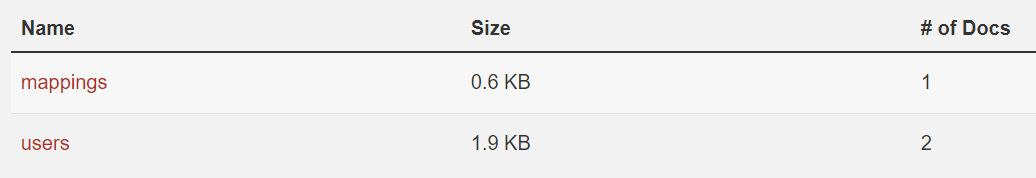 Name Size # of Docs
mappings 0.6 KB 1
users 1.9 KB 2